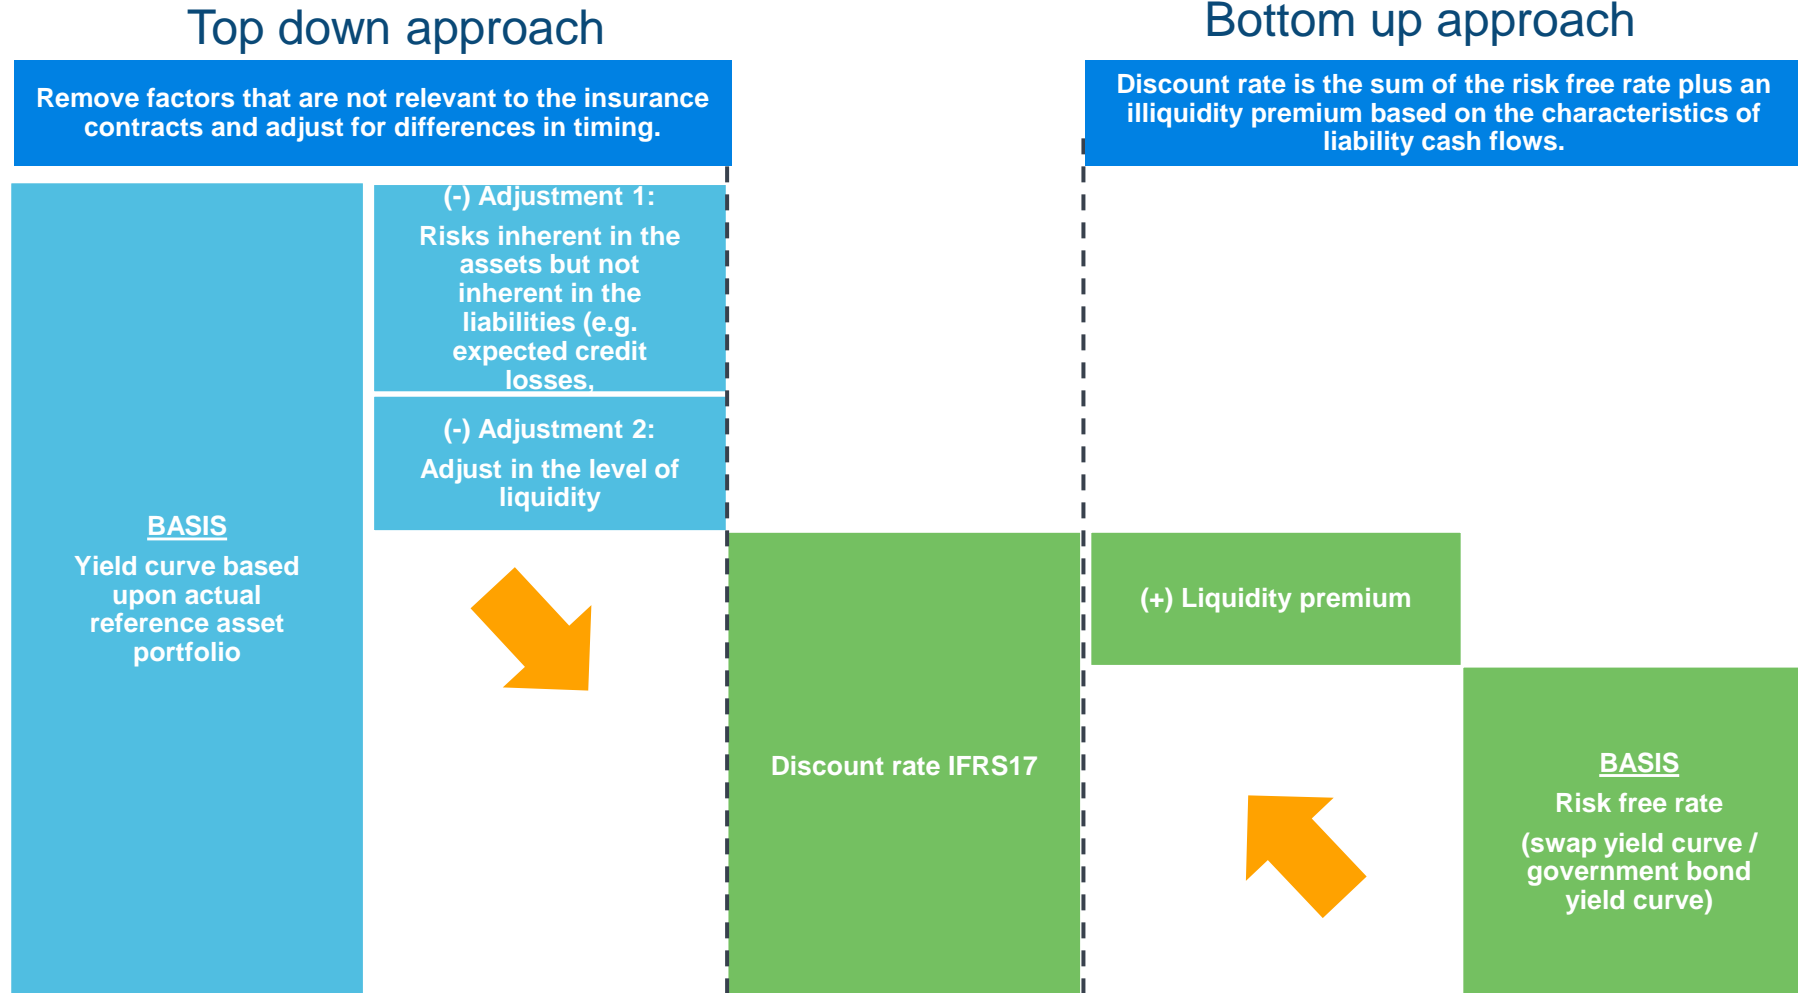 Top down approach
Remove factors that are not relevant to the insurance
contracts and adjust for differences in timing.
(-) Adjustment 1:
Risks inherent in the
assets but not
inherent in the
liabilities (e.g.
expected credit
losses,
(-) Adjustment 2:
Adjust in the level of
liquidity
BASIS
Yield curve based
upon actual
reference asset
portfolio
Discount rate IFRS17
Bottom up approach
Discount rate is the sum of the risk free rate plus an
illiquidity premium based on the characteristics of
liability cash flows.
(+) Liquidity premium
BASIS
Risk free rate
(swap yield curve /
government bond
yield curve)